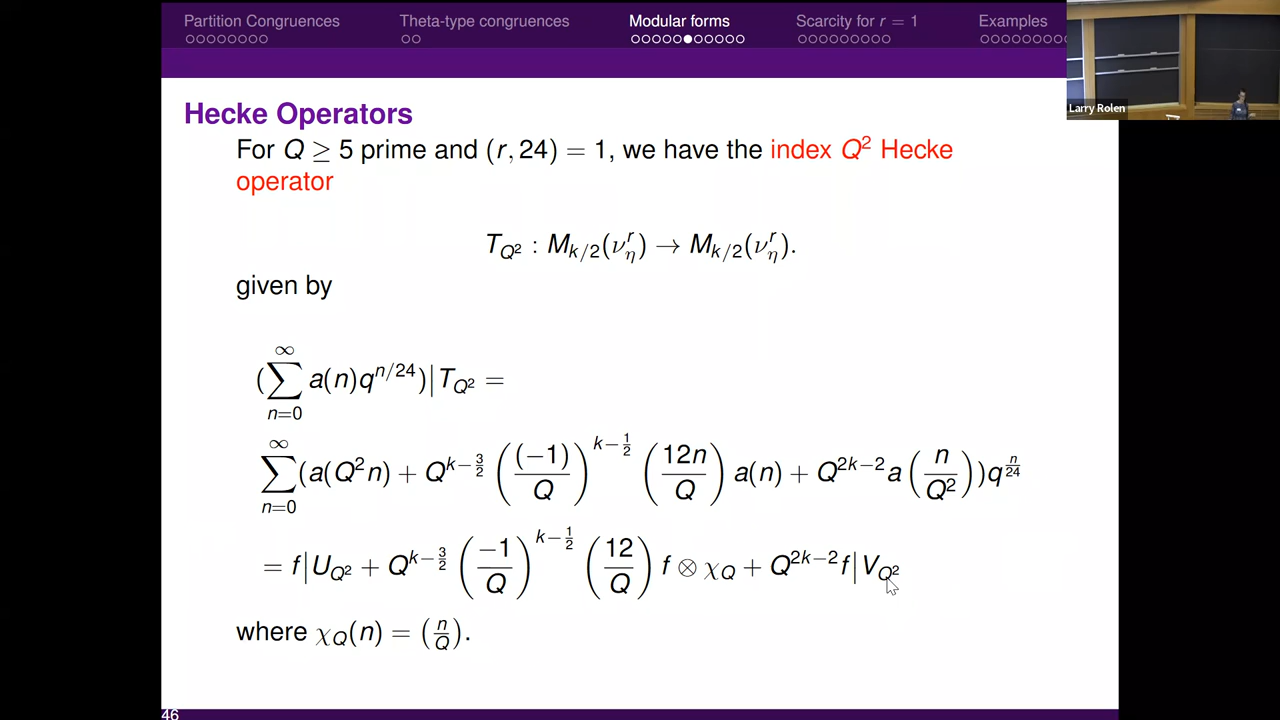 Partition Congruences Theta-type congruences Modular forms Scarcity for r = 1 Examples
Larry Rolen
Hecke Operators
For Q ≥ 5 prime and (r, 24) = 1, we have the index Q² Hecke
operator
T_{Q²} : M_{k/2}(ν_η^r) → M_{k/2}(ν_η^r).
given by
(∑_{n=0}^{∞} a(n)q^{n/24})|T_{Q²} =
∑_{n=0}^{∞} (a(Q²n) + Q^{k−3/2} ((−1)/Q)^{k−1/2} (12n/Q) a(n) + Q^{2k−2} a(n/Q²))q^{n/24}
= f|U_{Q²} + Q^{k−3/2} (−1/Q)^{k−1/2} (12/Q) f ⊗ χ_Q + Q^{2k−2} f|V_{Q²}
where χ_Q(n) = (n/Q).
46